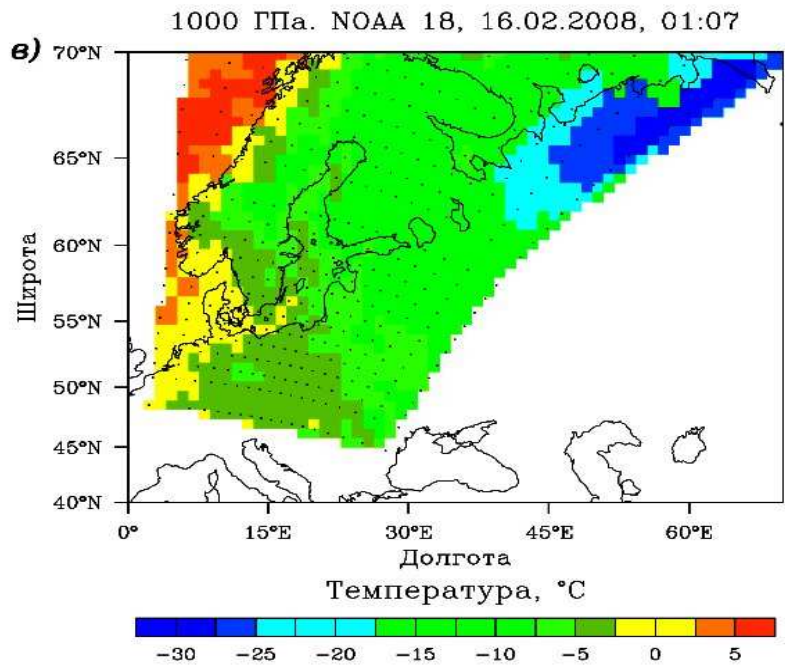 1000 ГПа. NOAA 18, 16.02.2008, 01:07
в)
70°N
65°N
60°N
55°N
50°N
45°N
40°N
Широта
0° 15°E 30°E 45°E 60°E
Долгота
Температура, °C
−30 −25 −20 −15 −10 −5 0 5